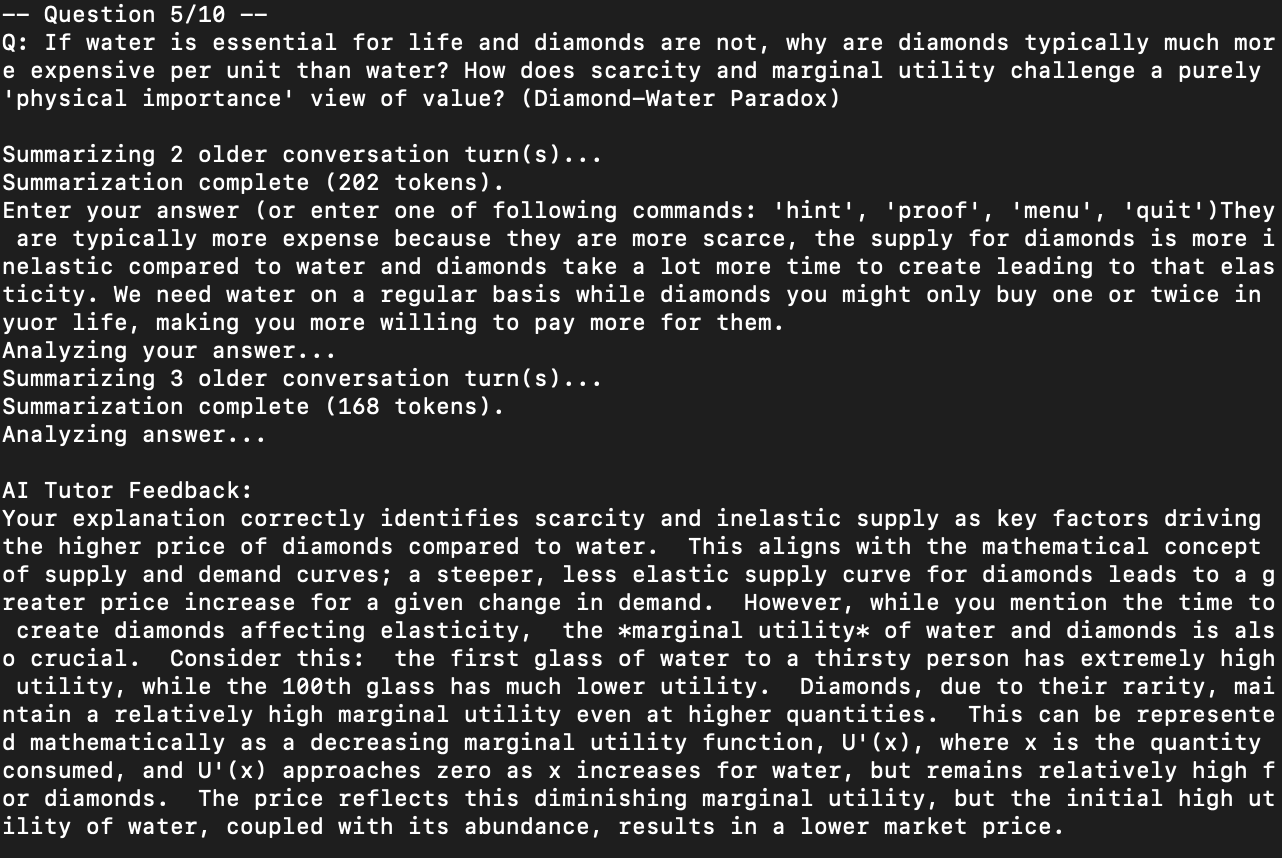 —— Question 5/10 ——
Q: If water is essential for life and diamonds are not, why are diamonds typically much mor
e expensive per unit than water? How does scarcity and marginal utility challenge a purely
'physical importance' view of value? (Diamond–Water Paradox)
Summarizing 2 older conversation turn(s)...
Summarization complete (202 tokens).
Enter your answer (or enter one of following commands: 'hint', 'proof', 'menu', 'quit')They
 are typically more expense because they are more scarce, the supply for diamonds is more i
nelastic compared to water and diamonds take a lot more time to create leading to that elas
ticity. We need water on a regular basis while diamonds you might only buy one or twice in
yuor life, making you more willing to pay more for them.
Analyzing your answer...
Summarizing 3 older conversation turn(s)...
Summarization complete (168 tokens).
Analyzing answer...
AI Tutor Feedback:
Your explanation correctly identifies scarcity and inelastic supply as key factors driving
the higher price of diamonds compared to water.  This aligns with the mathematical concept
of supply and demand curves; a steeper, less elastic supply curve for diamonds leads to a g
reater price increase for a given change in demand.  However, while you mention the time to
 create diamonds affecting elasticity,  the *marginal utility* of water and diamonds is als
o crucial.  Consider this:  the first glass of water to a thirsty person has extremely high
 utility, while the 100th glass has much lower utility.  Diamonds, due to their rarity, mai
ntain a relatively high marginal utility even at higher quantities.  This can be represente
d mathematically as a decreasing marginal utility function, U'(x), where x is the quantity
consumed, and U'(x) approaches zero as x increases for water, but remains relatively high f
or diamonds.  The price reflects this diminishing marginal utility, but the initial high ut
ility of water, coupled with its abundance, results in a lower market price.